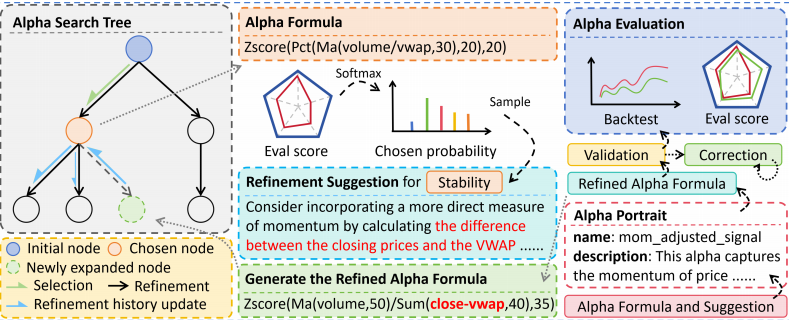 Alpha Search Tree
Initial node
Chosen node
Newly expanded node
Selection
Refinement
Refinement history update
Alpha Formula
Zscore(Pct(Ma(volume/vwap,30),20),20)
Softmax
Sample
Eval score
Chosen probability
Refinement Suggestion for Stability
Consider incorporating a more direct measure
of momentum by calculating the difference
between the closing prices and the VWAP ......
Generate the Refined Alpha Formula
Zscore(Ma(volume,50)/Sum(close-vwap,40),35)
Alpha Evaluation
Backtest
Eval score
Validation
Correction
Refined Alpha Formula
Alpha Portrait
name: mom_adjusted_signal
description: This alpha captures
the momentum of price ......
Alpha Formula and Suggestion